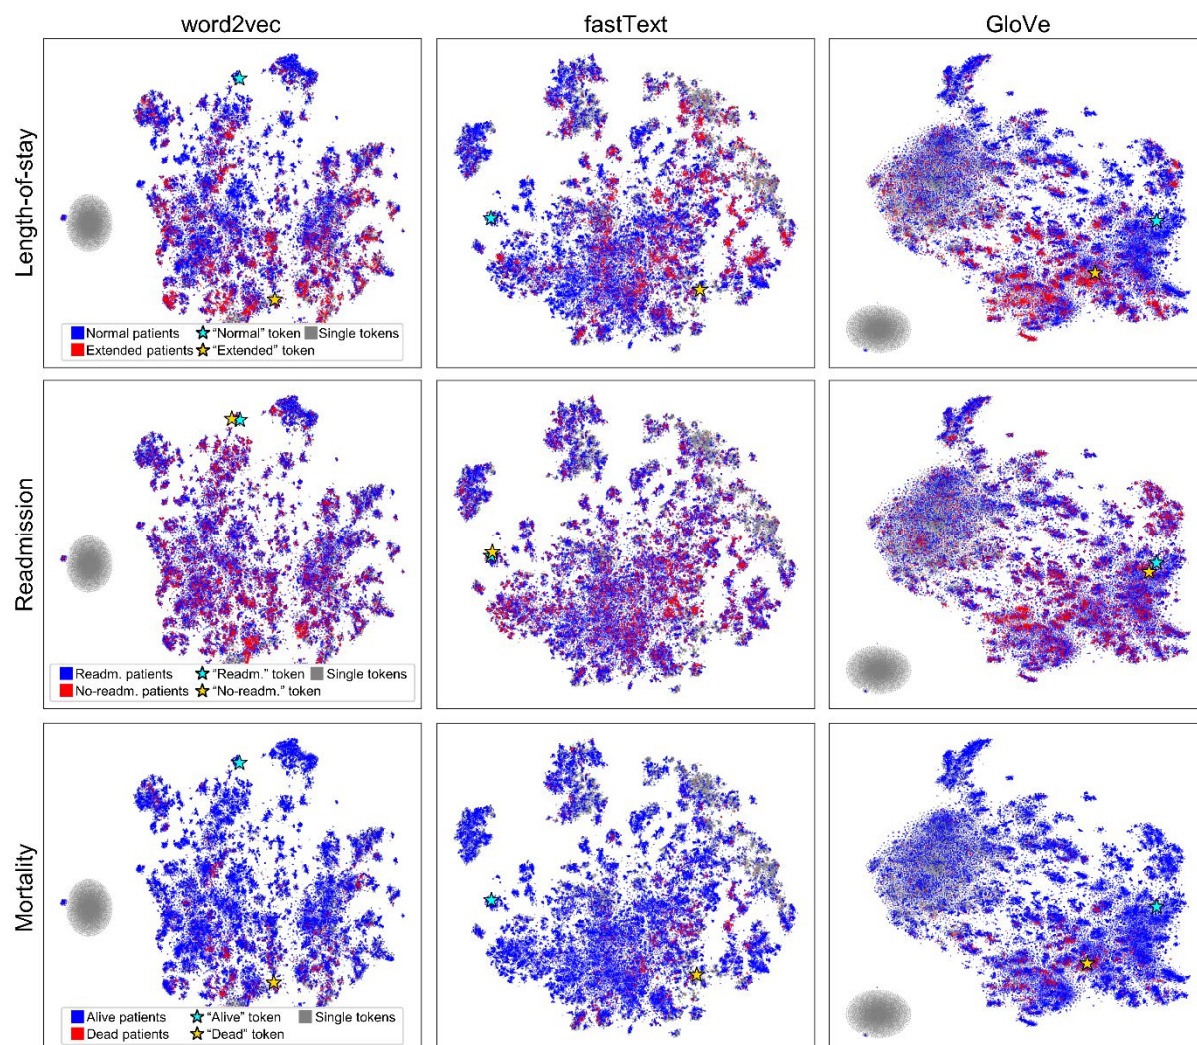 word2vec fastText GloVe
Length-of-stay
Normal patients “Normal” token Single tokens
Extended patients “Extended” token
Readmission
Readm. patients “Readm.” token Single tokens
No-readm. patients “No-readm.” token
Mortality
Alive patients “Alive” token Single tokens
Dead patients “Dead” token